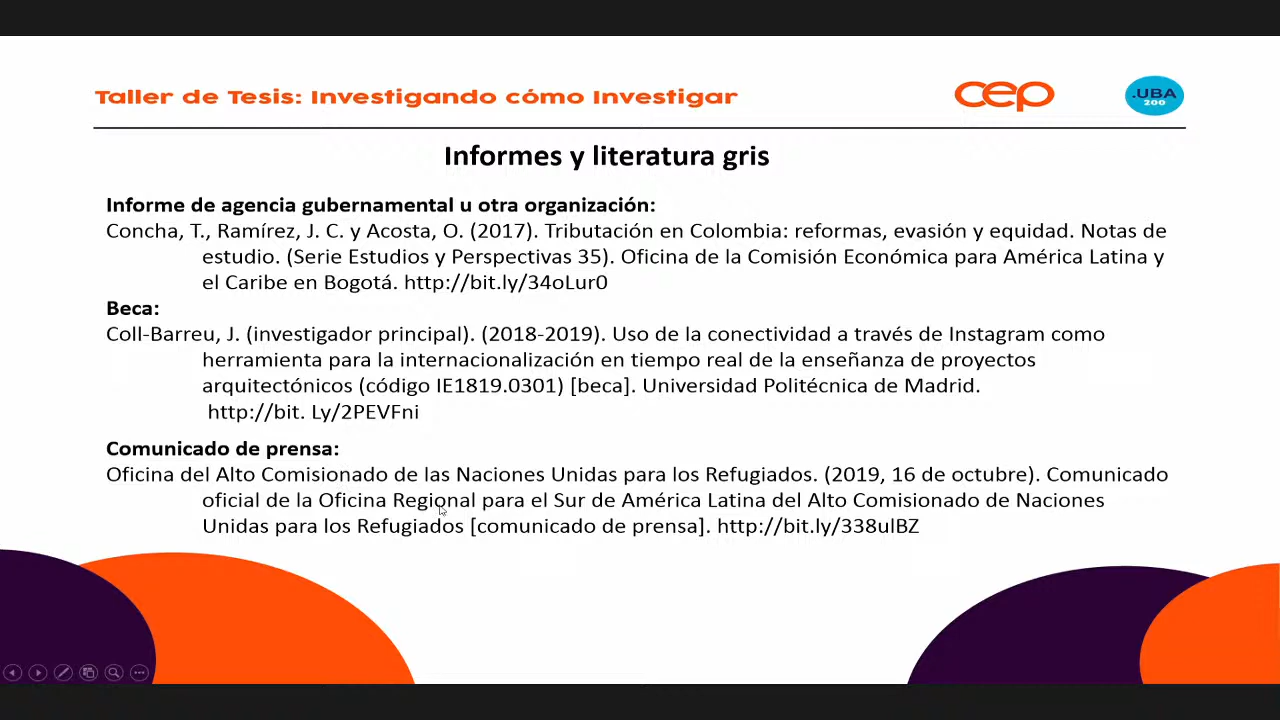 Taller de Tesis: Investigando cómo Investigar
cep
.UBA
200
Informes y literatura gris
Informe de agencia gubernamental u otra organización:
Concha, T., Ramírez, J. C. y Acosta, O. (2017). Tributación en Colombia: reformas, evasión y equidad. Notas de
estudio. (Serie Estudios y Perspectivas 35). Oficina de la Comisión Económica para América Latina y
el Caribe en Bogotá. http://bit.ly/34oLur0
Beca:
Coll-Barreu, J. (investigador principal). (2018-2019). Uso de la conectividad a través de Instagram como
herramienta para la internacionalización en tiempo real de la enseñanza de proyectos
arquitectónicos (código IE1819.0301) [beca]. Universidad Politécnica de Madrid.
http://bit. Ly/2PEVFni
Comunicado de prensa:
Oficina del Alto Comisionado de las Naciones Unidas para los Refugiados. (2019, 16 de octubre). Comunicado
oficial de la Oficina Regional para el Sur de América Latina del Alto Comisionado de Naciones
Unidas para los Refugiados [comunicado de prensa]. http://bit.ly/338ulBZ